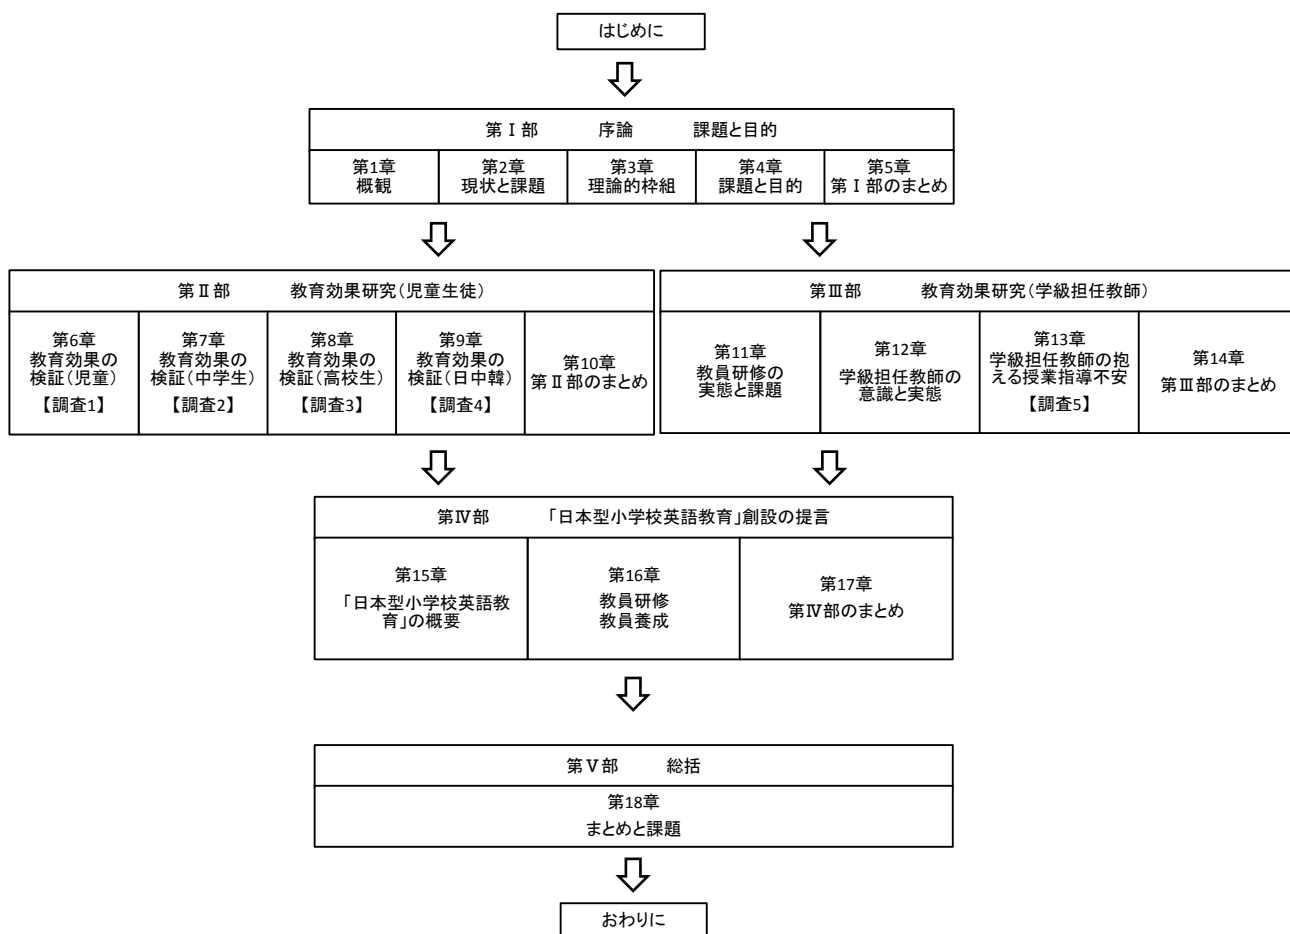 はじめに
第Ⅰ部 序論 課題と目的
第1章
概観
第2章
現状と課題
第3章
理論的枠組
第4章
課題と目的
第5章
第Ⅰ部のまとめ
第Ⅱ部 教育効果研究(児童生徒)
第6章
教育効果の
検証(児童)
【調査1】
第7章
教育効果の
検証(中学生)
【調査2】
第8章
教育効果の
検証(高校生)
【調査3】
第9章
教育効果の
検証(日中韓)
【調査4】
第10章
第Ⅱ部のまとめ
第Ⅲ部 教育効果研究(学級担任教師)
第11章
教員研修の
実態と課題
第12章
学級担任教師の
意識と実態
第13章
学級担任教師の抱
える授業指導不安
【調査5】
第14章
第Ⅲ部のまとめ
第Ⅳ部 「日本型小学校英語教育」創設の提言
第15章
「日本型小学校英語教
育」の概要
第16章
教員研修
教員養成
第17章
第Ⅳ部のまとめ
第Ⅴ部 総括
第18章
まとめと課題
おわりに